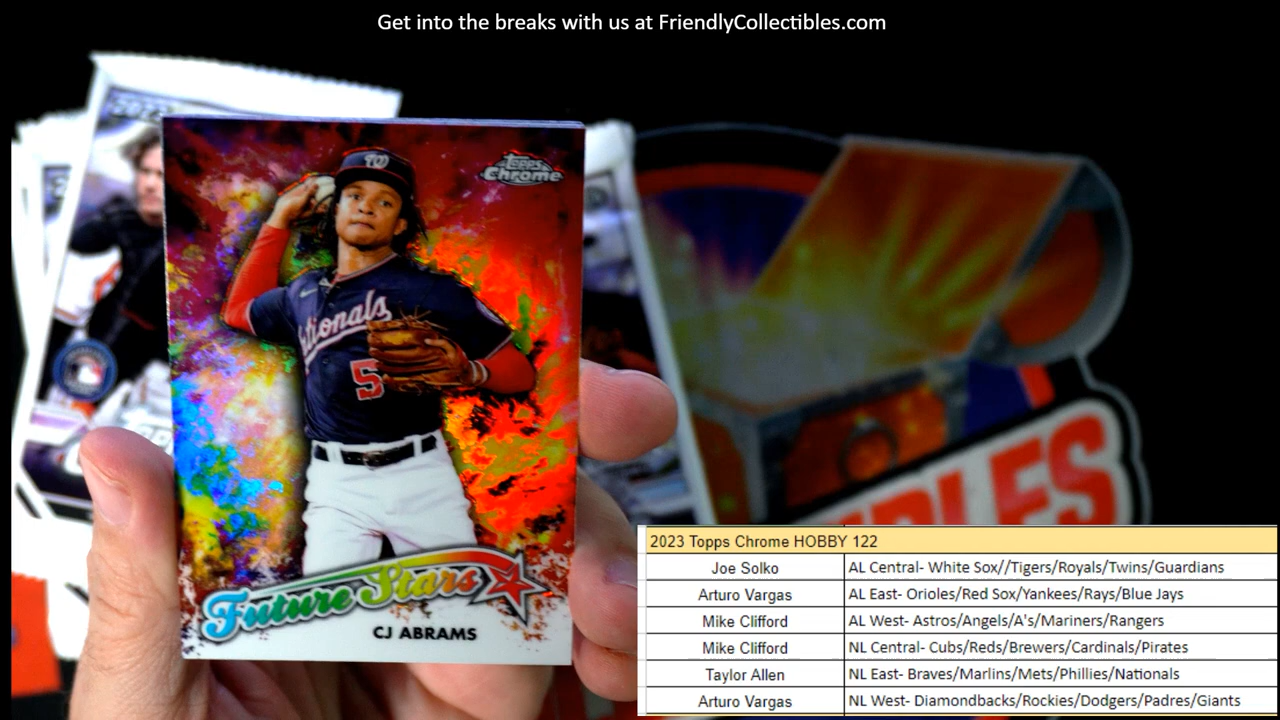 Get into the breaks with us at FriendlyCollectibles.com
Topps
Chrome
W
tionals
5
Future Stars
CJ ABRAMS
BLES
2023 Topps Chrome HOBBY 122
Joe Solko AL Central- White Sox//Tigers/Royals/Twins/Guardians
Arturo Vargas AL East- Orioles/Red Sox/Yankees/Rays/Blue Jays
Mike Clifford AL West- Astros/Angels/A's/Mariners/Rangers
Mike Clifford NL Central- Cubs/Reds/Brewers/Cardinals/Pirates
Taylor Allen NL East- Braves/Marlins/Mets/Phillies/Nationals
Arturo Vargas NL West- Diamondbacks/Rockies/Dodgers/Padres/Giants